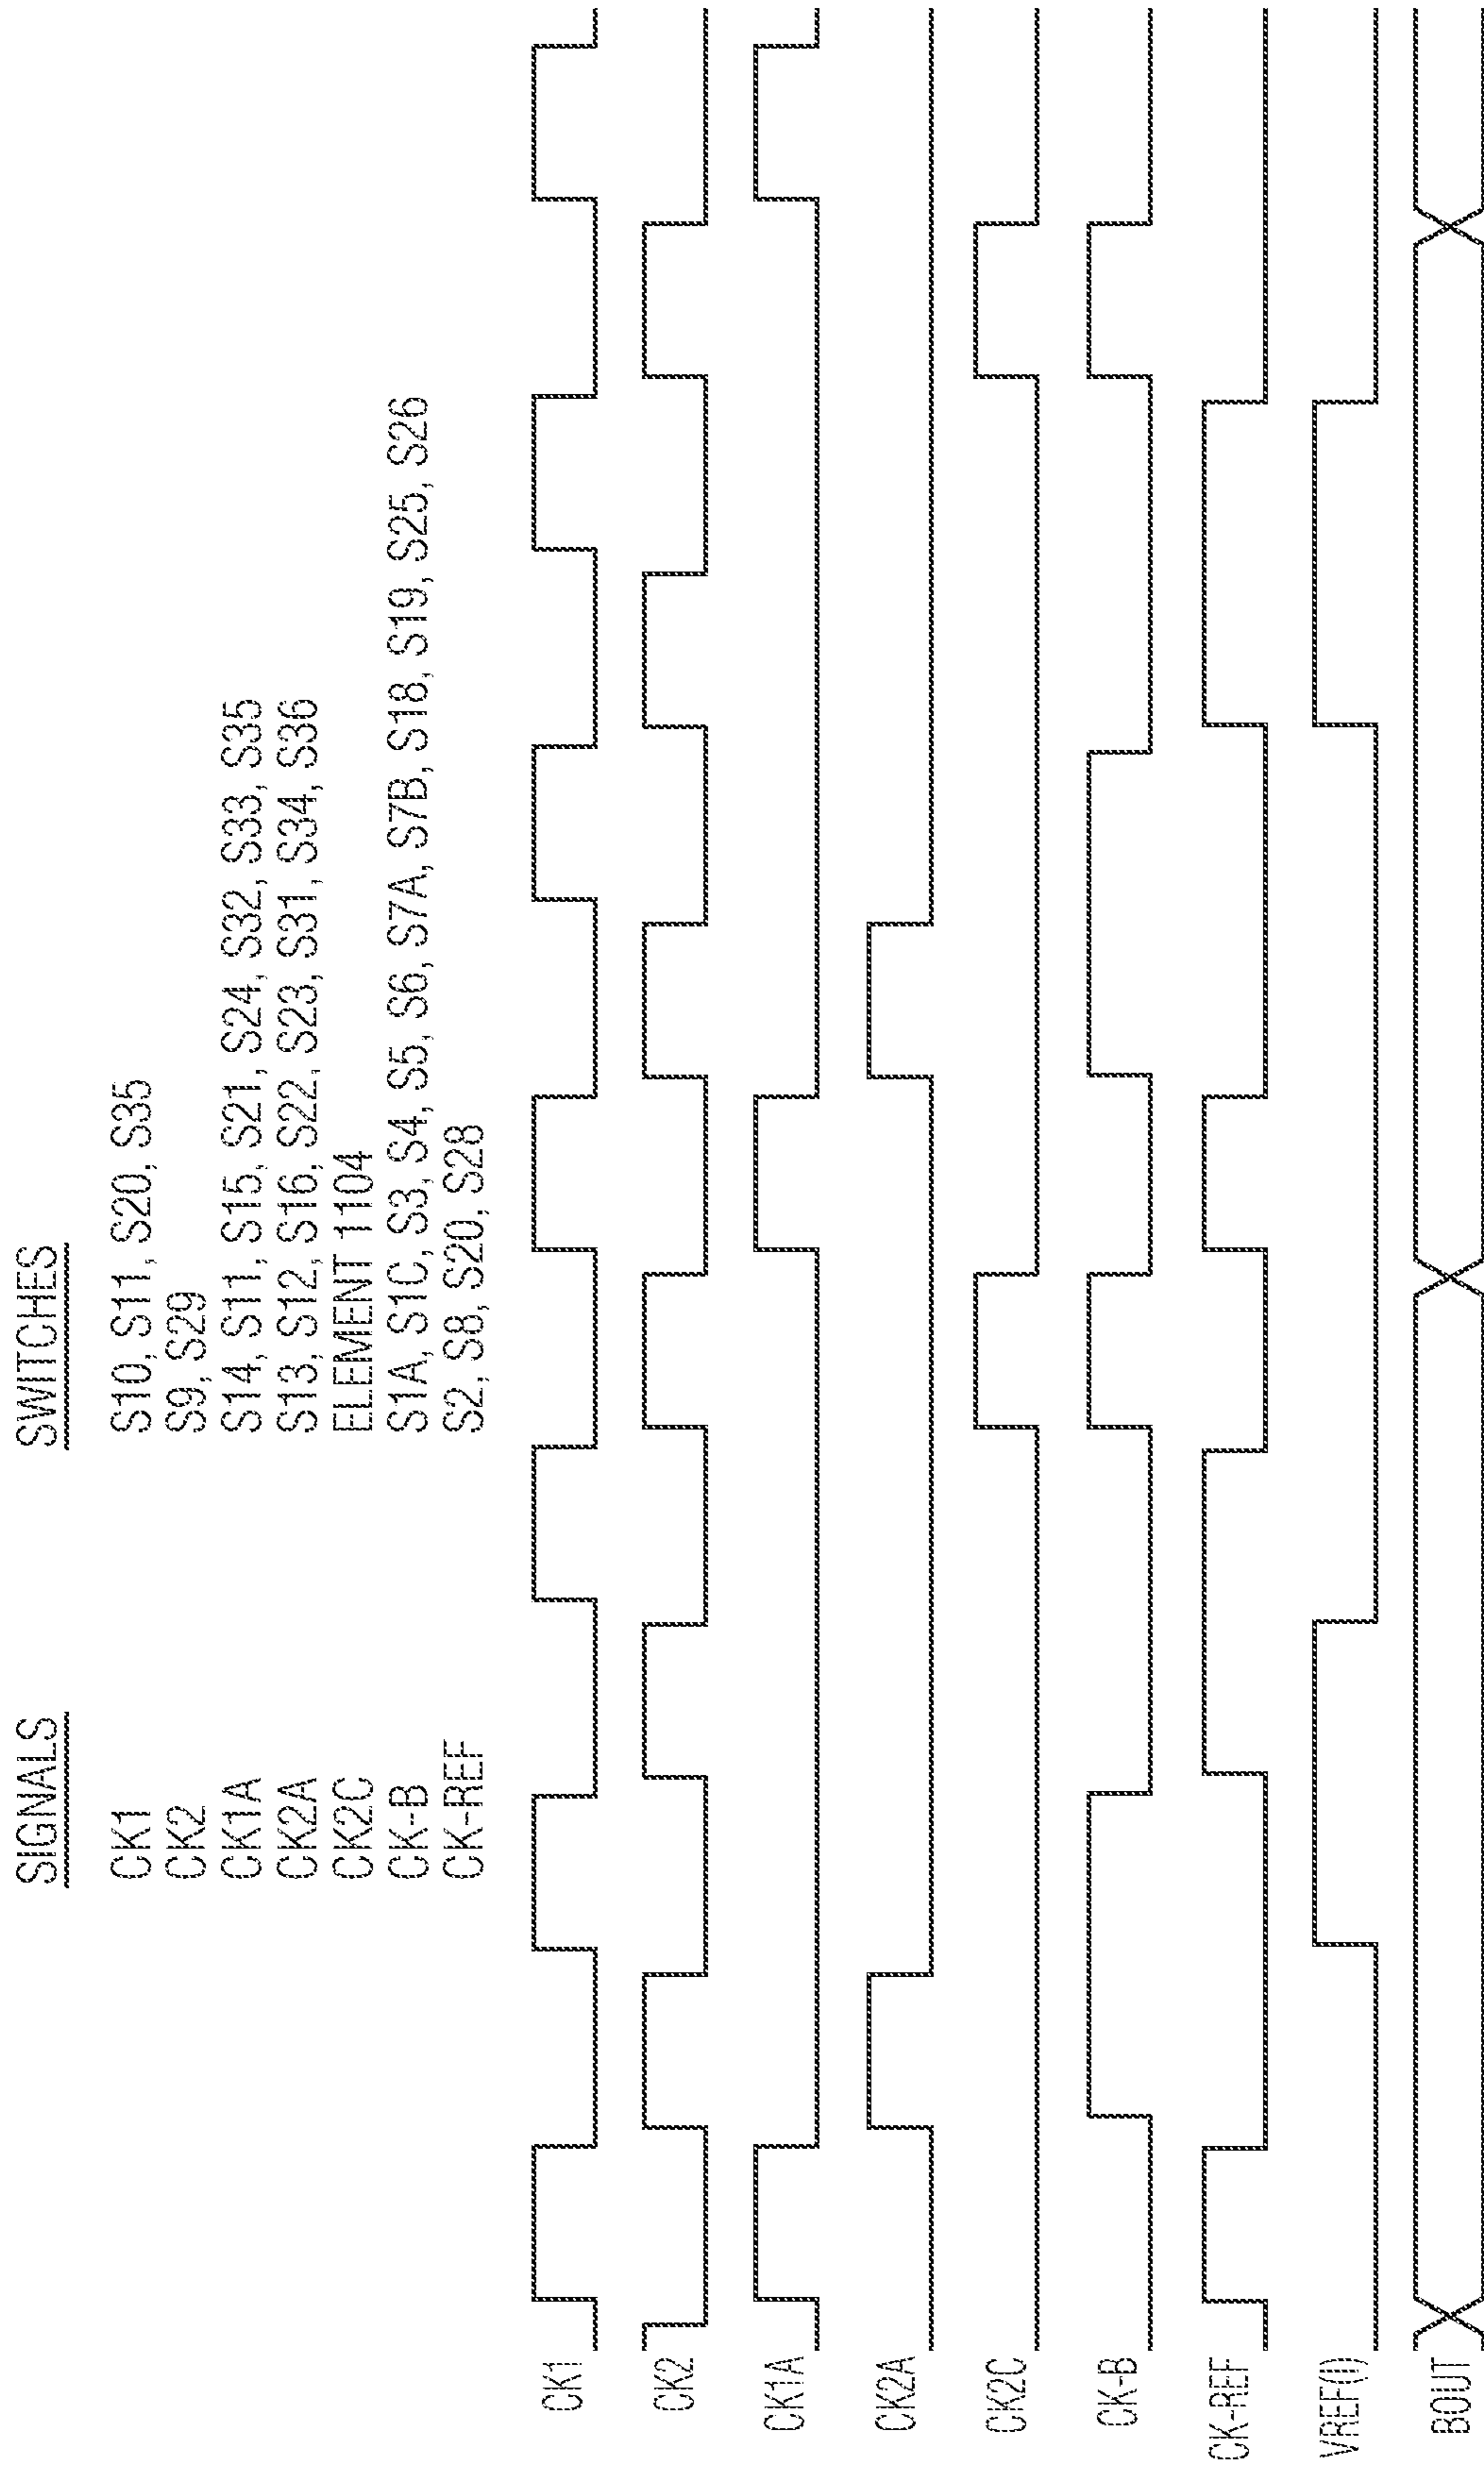 SIGNALS SWITCHES
CK1 S10, S11, S20, S35
CK2 S9, S29
CK1A S14, S11, S15, S21, S24, S32, S33, S35
CK2A S13, S12, S16, S22, S23, S31, S34, S36
CK2C ELEMENT 1104
CK-B S1A, S1C, S3, S4, S5, S6, S7A, S7B, S18, S19, S25, S26
CK-REF S2, S8, S20, S28
CK1
CK2
CK1A
CK2A
CK2C
CK-B
CK-REF
VREF(I)
BOUT